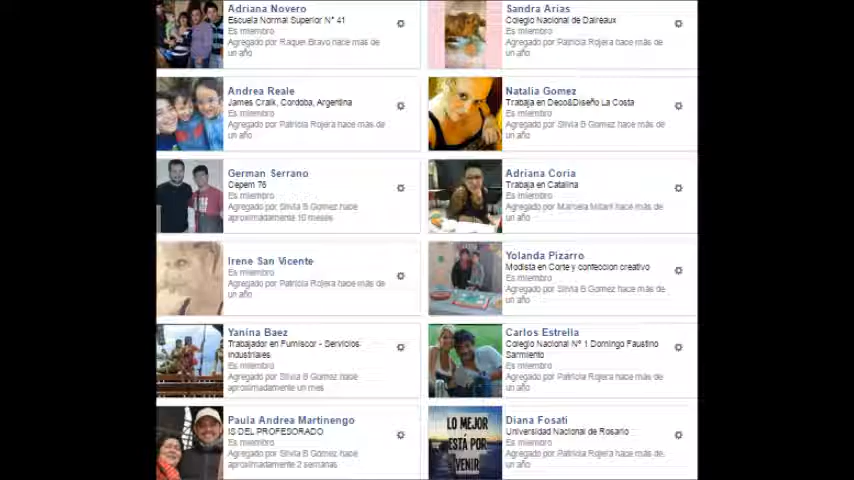 Adriana Novero
Escuela Normal Superior N° 41
Es miembro
Agregado por Raquel Bravo hace más de
un año
Sandra Arias
Colegio Nacional de Daireaux
Es miembro
Agregado por Patricia Rojera hace más de
un año
Andrea Reale
James Craik, Cordoba, Argentina
Es miembro
Agregado por Patricia Rojera hace más de
un año
Natalia Gomez
Trabaja en Deco&Diseño La Costa
Es miembro
Agregado por Silvia B Gomez hace más de
un año
German Serrano
Cepem 76
Es miembro
Agregado por Silvia B Gomez hace
aproximadamente 10 meses
Adriana Coria
Trabaja en Catalina
Es miembro
Agregado por Marcela Milani hace más de
un año
Irene San Vicente
Es miembro
Agregado por Patricia Rojera hace más de
un año
Yolanda Pizarro
Modista en Corte y confeccion creativo
Es miembro
Agregado por Silvia B Gomez hace más de
un año
Yanina Baez
Trabajador en Fumiscor - Servicios
Industriales
Es miembro
Agregado por Silvia B Gomez hace
aproximadamente un mes
Carlos Estrella
Colegio Nacional Nº 1 Domingo Faustino
Sarmiento
Es miembro
Agregado por Patricia Rojera hace más de
un año
Paula Andrea Martinengo
IS DEL PROFESORADO
Es miembro
Agregado por Silvia B Gomez hace
aproximadamente 2 semanas
LO MEJOR
ESTÁ POR
VENIR
Diana Fosati
Universidad Nacional de Rosario
Es miembro
Agregado por Patricia Rojera hace más de
un año